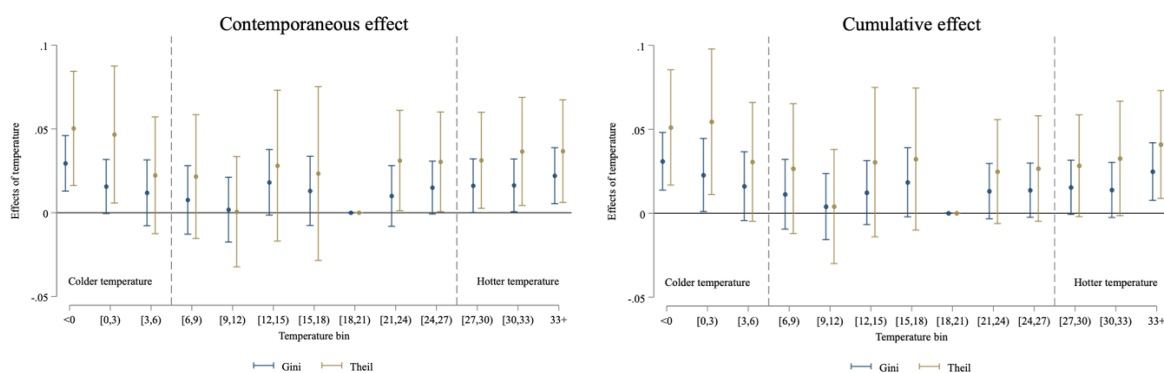 Contemporaneous effect
Effects of temperature
.1
.05
0
-.05
Colder temperature
Hotter temperature
<0 [0,3) [3,6) [6,9) [9,12) [12,15) [15,18) [18,21) [21,24) [24,27) [27,30) [30,33) 33+
Temperature bin
Gini Theil
Cumulative effect
Effects of temperature
.1
.05
0
-.05
Colder temperature
Hotter temperature
<0 [0,3) [3,6) [6,9) [9,12) [12,15) [15,18) [18,21) [21,24) [24,27) [27,30) [30,33) 33+
Temperature bin
Gini Theil